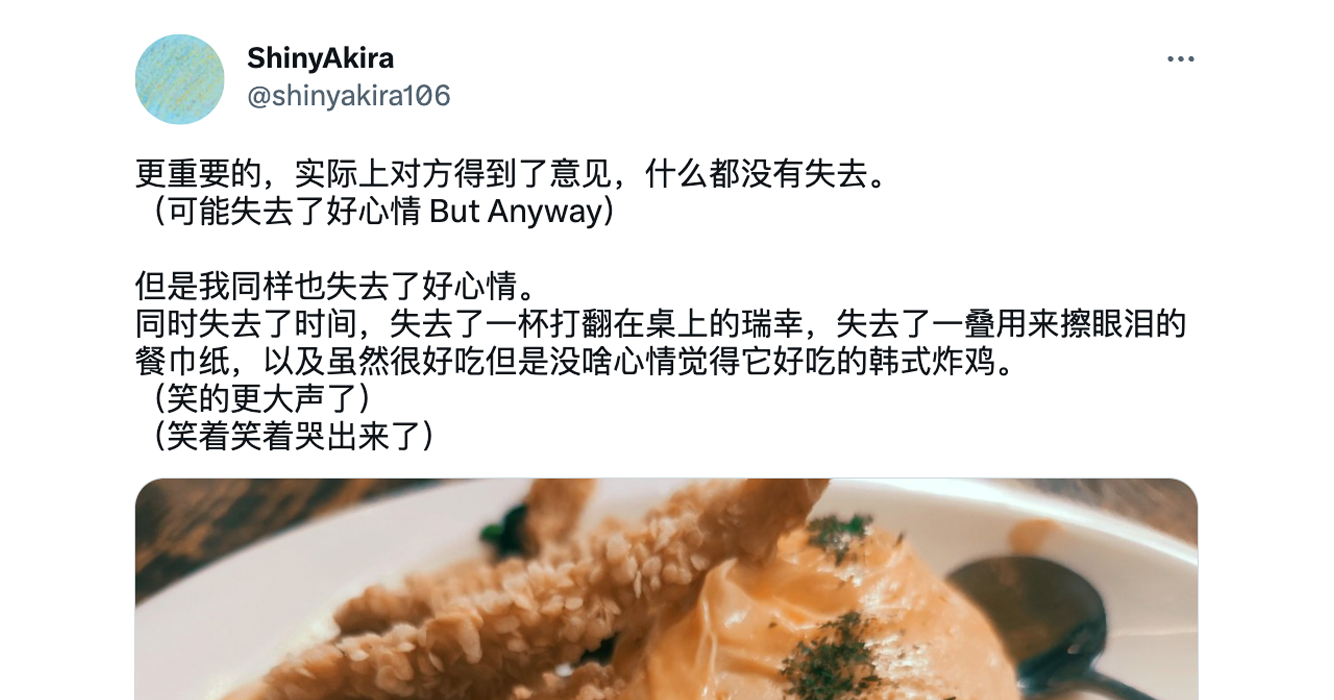 ShinyAkira
@shinyakira106
更重要的，实际上对方得到了意见，什么都没有失去。
（可能失去了好心情 But Anyway）
但是我同样也失去了好心情。
同时失去了时间，失去了一杯打翻在桌上的瑞幸，失去了一叠用来擦眼泪的
餐巾纸，以及虽然很好吃但是没啥心情觉得它好吃的韩式炸鸡。
（笑的更大声了）
（笑着笑着哭出来了）